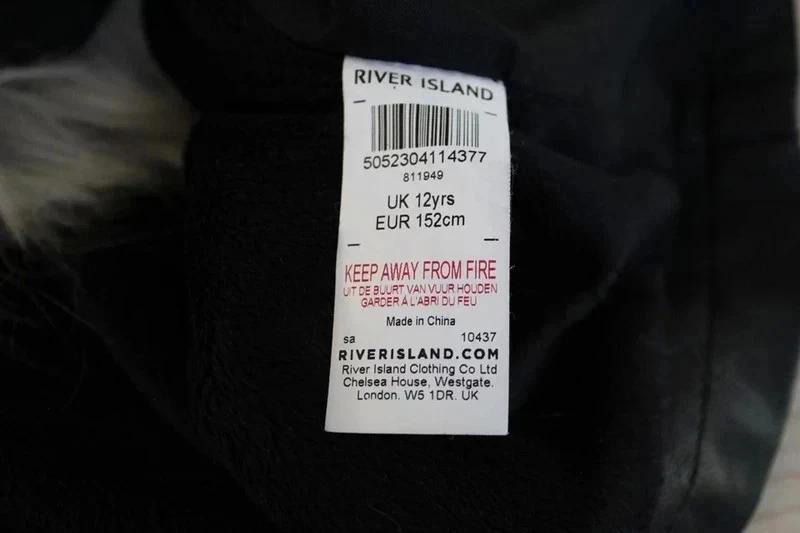 RIVER ISLAND
5052304114377
811949
UK 12yrs
EUR 152cm
KEEP AWAY FROM FIRE
UIT DE BUURT VAN VUUR HOUDEN
GARDER À L'ABRI DU FEU
Made in China
sa 10437
RIVERISLAND.COM
River Island Clothing Co Ltd
Chelsea House, Westgate.
London. W5 1DR. UK